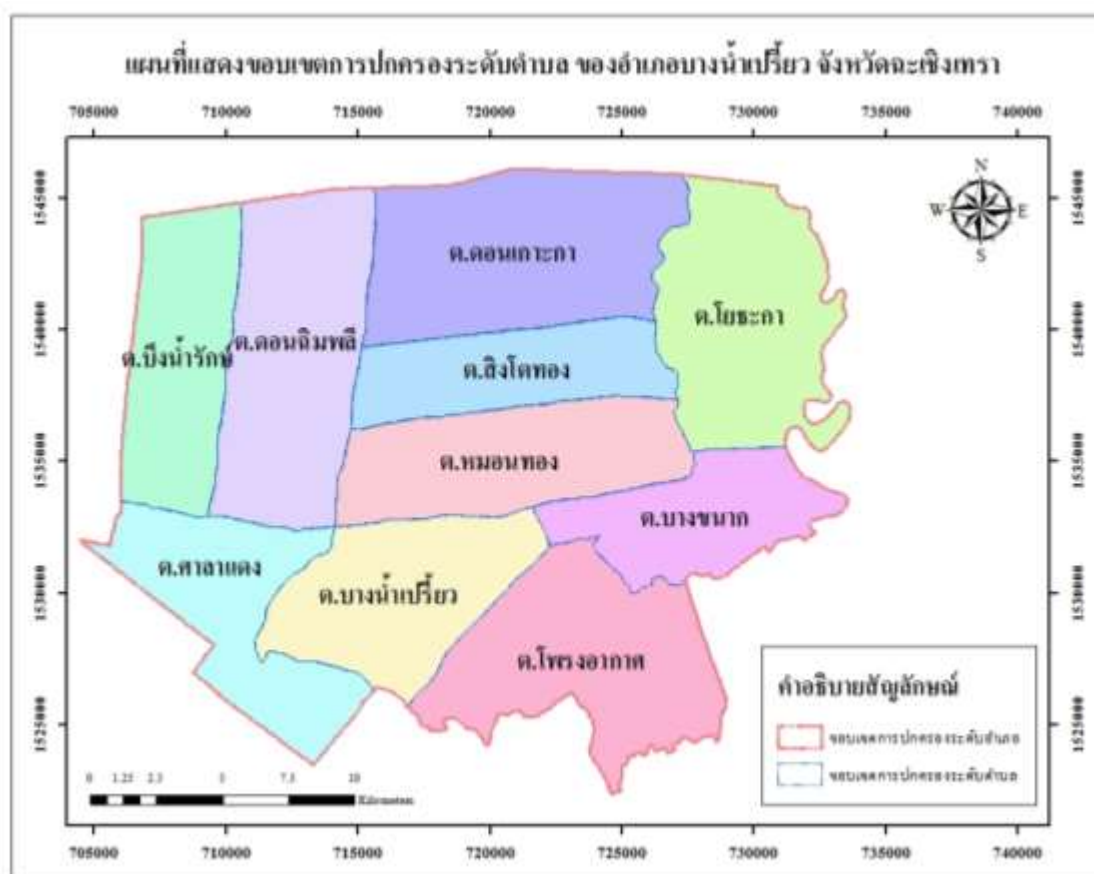 แผนที่แสดงขอบเขตการปกครองระดับตำบล ของอำเภอบางน้ำเปรี้ยว จังหวัดฉะเชิงเทรา
705000 710000 715000 720000 725000 730000 735000 740000
N
W E
S
1545000 1545000
ต.ดอนเกาะกา
ต.โยธะกา
1540000 1540000
ต.บึงน้ำรักษ์ ต.ดอนฉิมพลี
ต.สิงโตทอง
1535000 1535000
ต.หมอนทอง
ต.บางขนาก
ต.ศาลาแดง
1530000 1530000
ต.บางน้ำเปรี้ยว
ต.โพรงอากาศ
คำอธิบายสัญลักษณ์
1525000 1525000
ขอบเขตการปกครองระดับอำเภอ
ขอบเขตการปกครองระดับตำบล
0 1.25 2.5 5 7.5 10
Kilometers
705000 710000 715000 720000 725000 730000 735000 740000